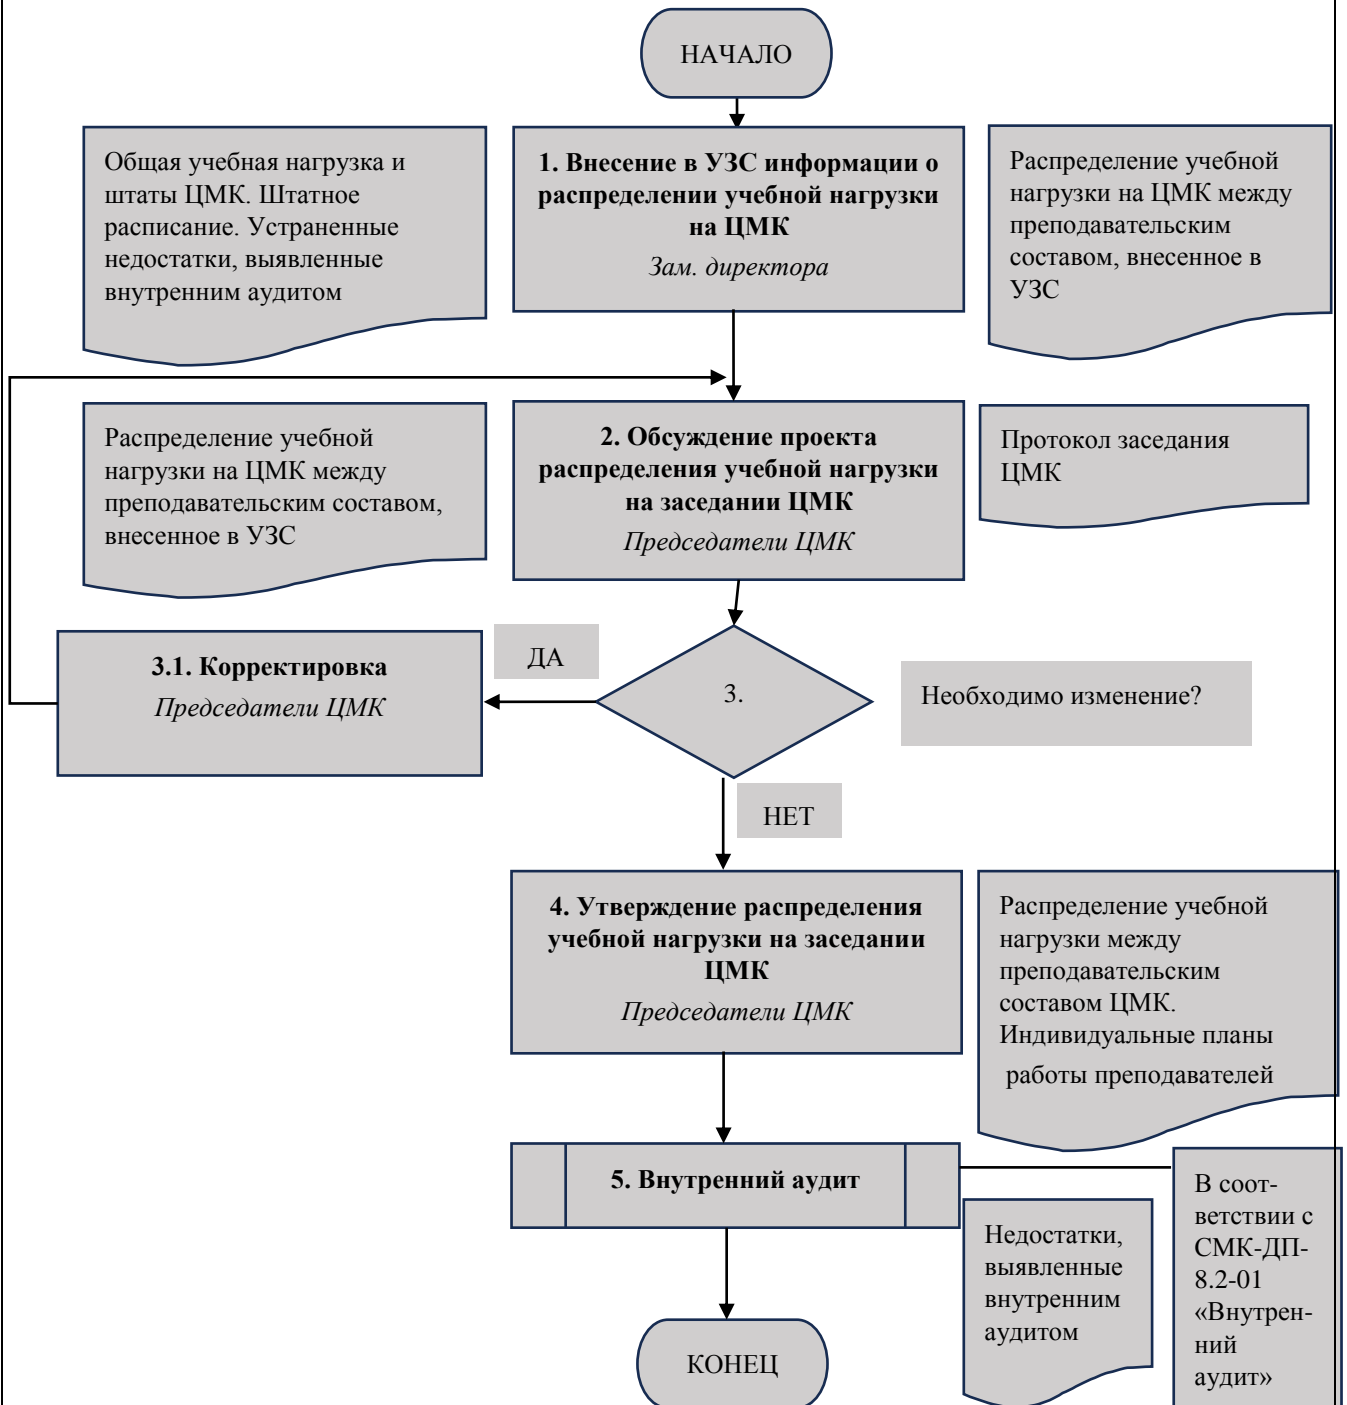 НАЧАЛО
Общая учебная нагрузка и
штаты ЦМК. Штатное
расписание. Устраненные
недостатки, выявленные
внутренним аудитом
1. Внесение в УЗС информации о
распределении учебной нагрузки
на ЦМК
Зам. директора
Распределение учебной
нагрузки на ЦМК между
преподавательским
составом, внесенное в
УЗС
Распределение учебной
нагрузки на ЦМК между
преподавательским составом,
внесенное в УЗС
2. Обсуждение проекта
распределения учебной нагрузки
на заседании ЦМК
Председатели ЦМК
Протокол заседания
ЦМК
3.1. Корректировка
Председатели ЦМК
ДА
3.
Необходимо изменение?
НЕТ
4. Утверждение распределения
учебной нагрузки на заседании
ЦМК
Председатели ЦМК
Распределение учебной
нагрузки между
преподавательским
составом ЦМК.
Индивидуальные планы
работы преподавателей
5. Внутренний аудит
Недостатки,
выявленные
внутренним
аудитом
В соот-
ветствии с
СМК-ДП-
8.2-01
«Внутрен-
ний
аудит»
КОНЕЦ